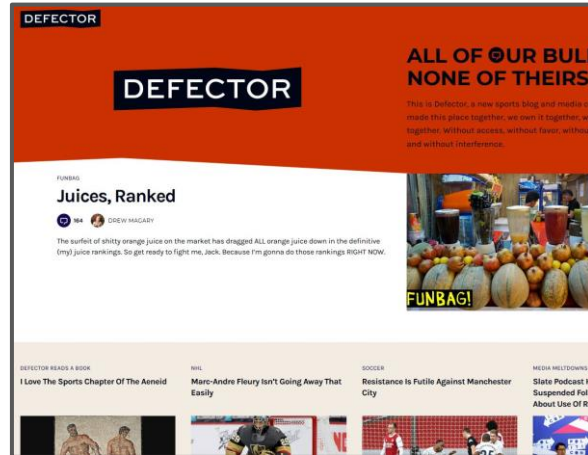 DEFECTOR
DEFECTOR
ALL OF OUR BUL
NONE OF THEIRS
This is Defector, a new sports blog and media c
made this place together, we own it together, w
together. Without access, without favor, withou
and without interference.
FUNBAG
Juices, Ranked
164 DREW MAGARY
The surfeit of shitty orange juice on the market has dragged ALL orange juice down in the definitive
(my) juice rankings. So get ready to fight me, Jack. Because I'm gonna do those rankings RIGHT NOW.
FUNBAG!
DEFECTOR READS A BOOK
I Love The Sports Chapter Of The Aeneid
NHL
Marc-Andre Fleury Isn't Going Away That
Easily
SOCCER
Resistance Is Futile Against Manchester
City
MEDIA MELTDOWNS
Slate Podcast
Suspended Fol
About Use Of R